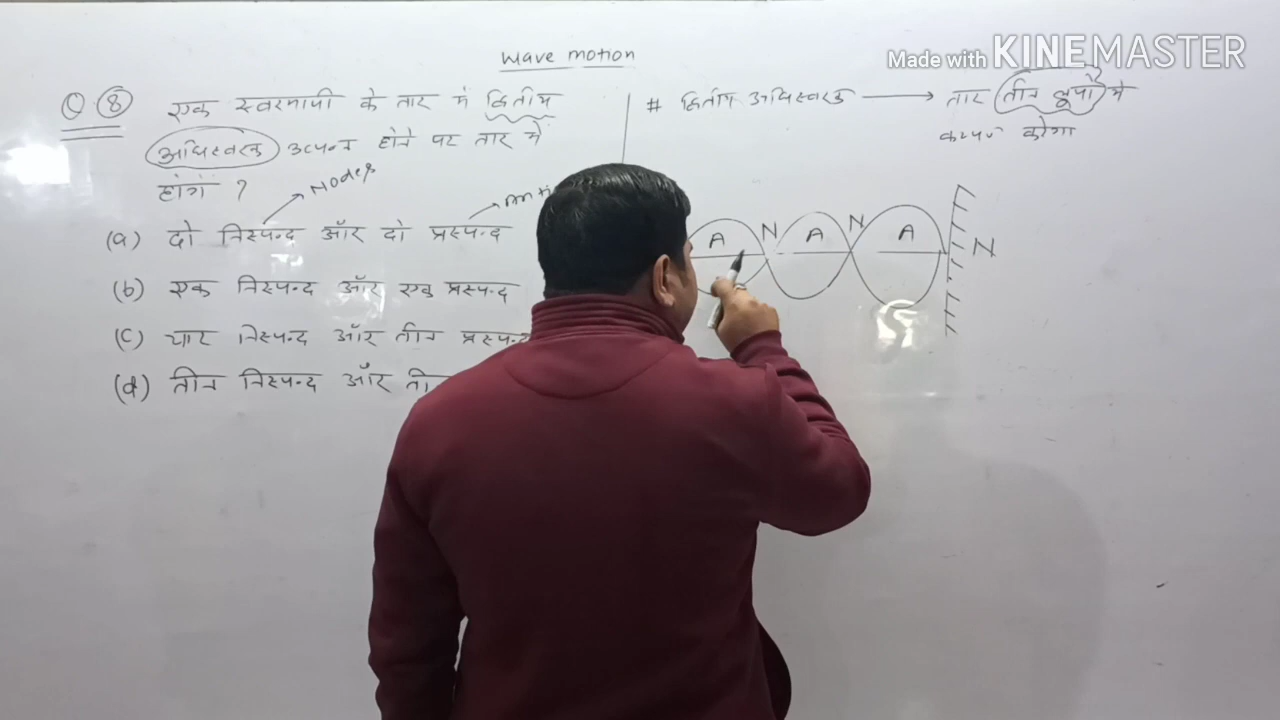 Made with KINEMASTER
wave motion
Q. 8 एक स्वरमापी के तार में द्वितीय
अधिस्वरक उत्पन्न होने पर तार में
होंगे ?
Nodes
(a) दो निस्पन्द और दो प्रस्पन्द
(b) एक निस्पन्द और एक प्रस्पन्द
(c) चार निस्पन्द और तीन प्रस्पन्द
(d) तीन निस्पन्द और
# द्वितीय अधिस्वरक → तार तीन लूपों में
कम्पन करेगा
A N A N A N